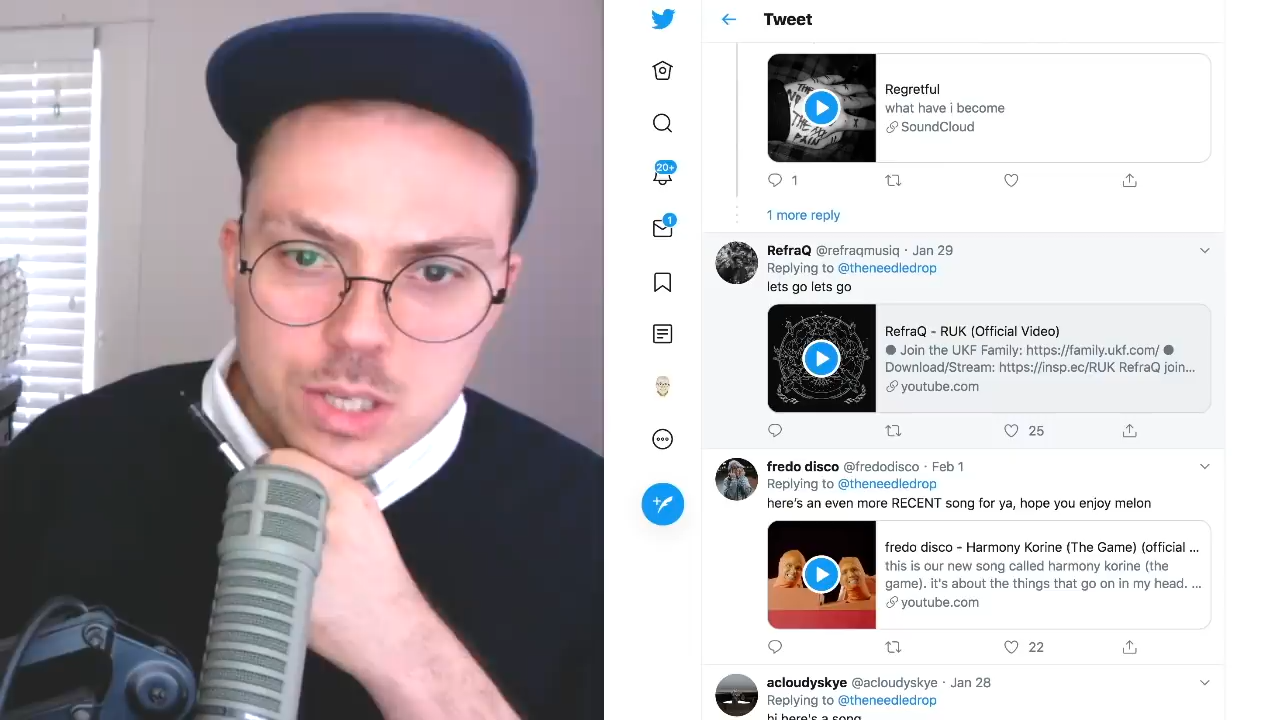 Tweet
Regretful
what have i become
SoundCloud
1
1 more reply
20+
1
RefraQ @refraqmusiq · Jan 29
Replying to @theneedledrop
lets go lets go
RefraQ - RUK (Official Video)
● Join the UKF Family: https://family.ukf.com/ ●
Download/Stream: https://insp.ec/RUK RefraQ join...
youtube.com
25
fredo disco @fredodisco · Feb 1
Replying to @theneedledrop
here's an even more RECENT song for ya, hope you enjoy melon
fredo disco - Harmony Korine (The Game) (official ...
this is our new song called harmony korine (the
game). it's about the things that go on in my head. ...
youtube.com
22
acloudyskye @acloudyskye · Jan 28
Replying to @theneedledrop
hi here's a song